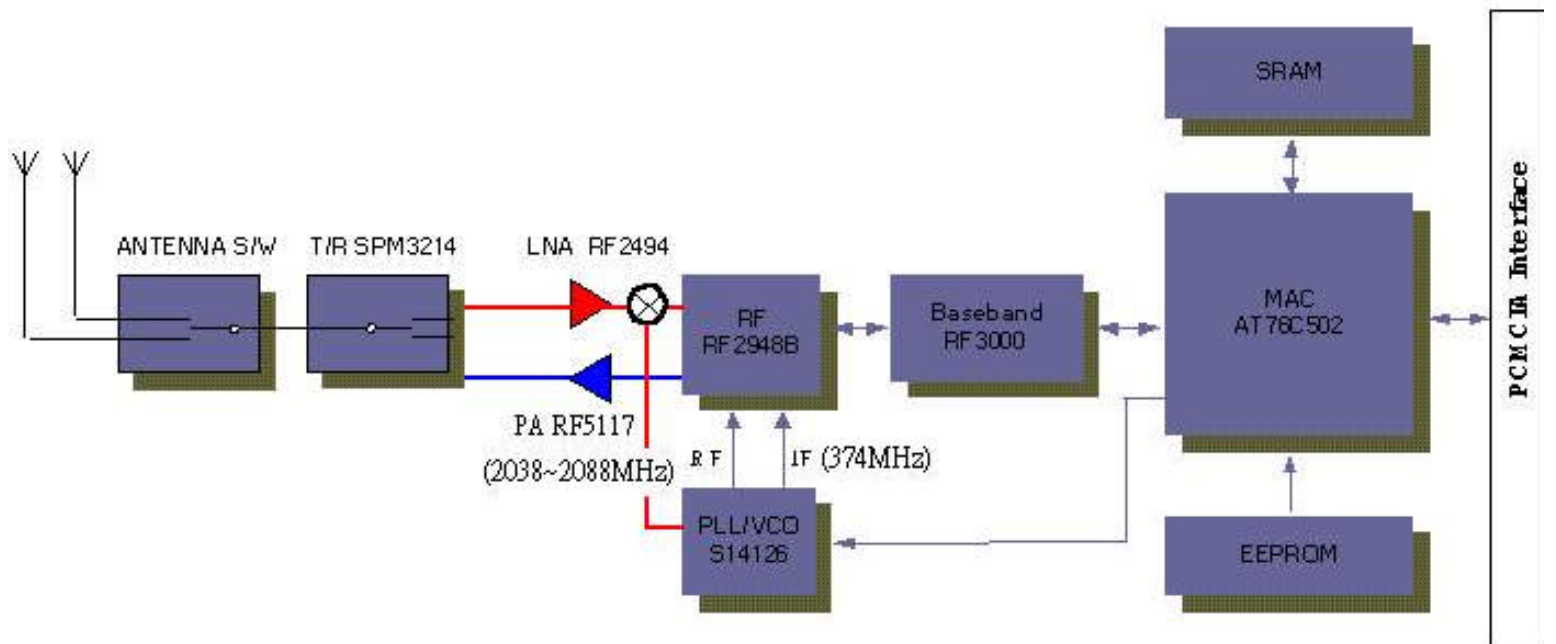 SRAM
ANTENNA S/W
T/R SPM3214
LNA RF2494
RF
RF2948B
Baseband
RF3000
MAC
AT76C502
PCMCIA Interface
PA RF5117
(2038~2088MHz)
RF
IF (374MHz)
PLL/VCO
S14126
EEPROM